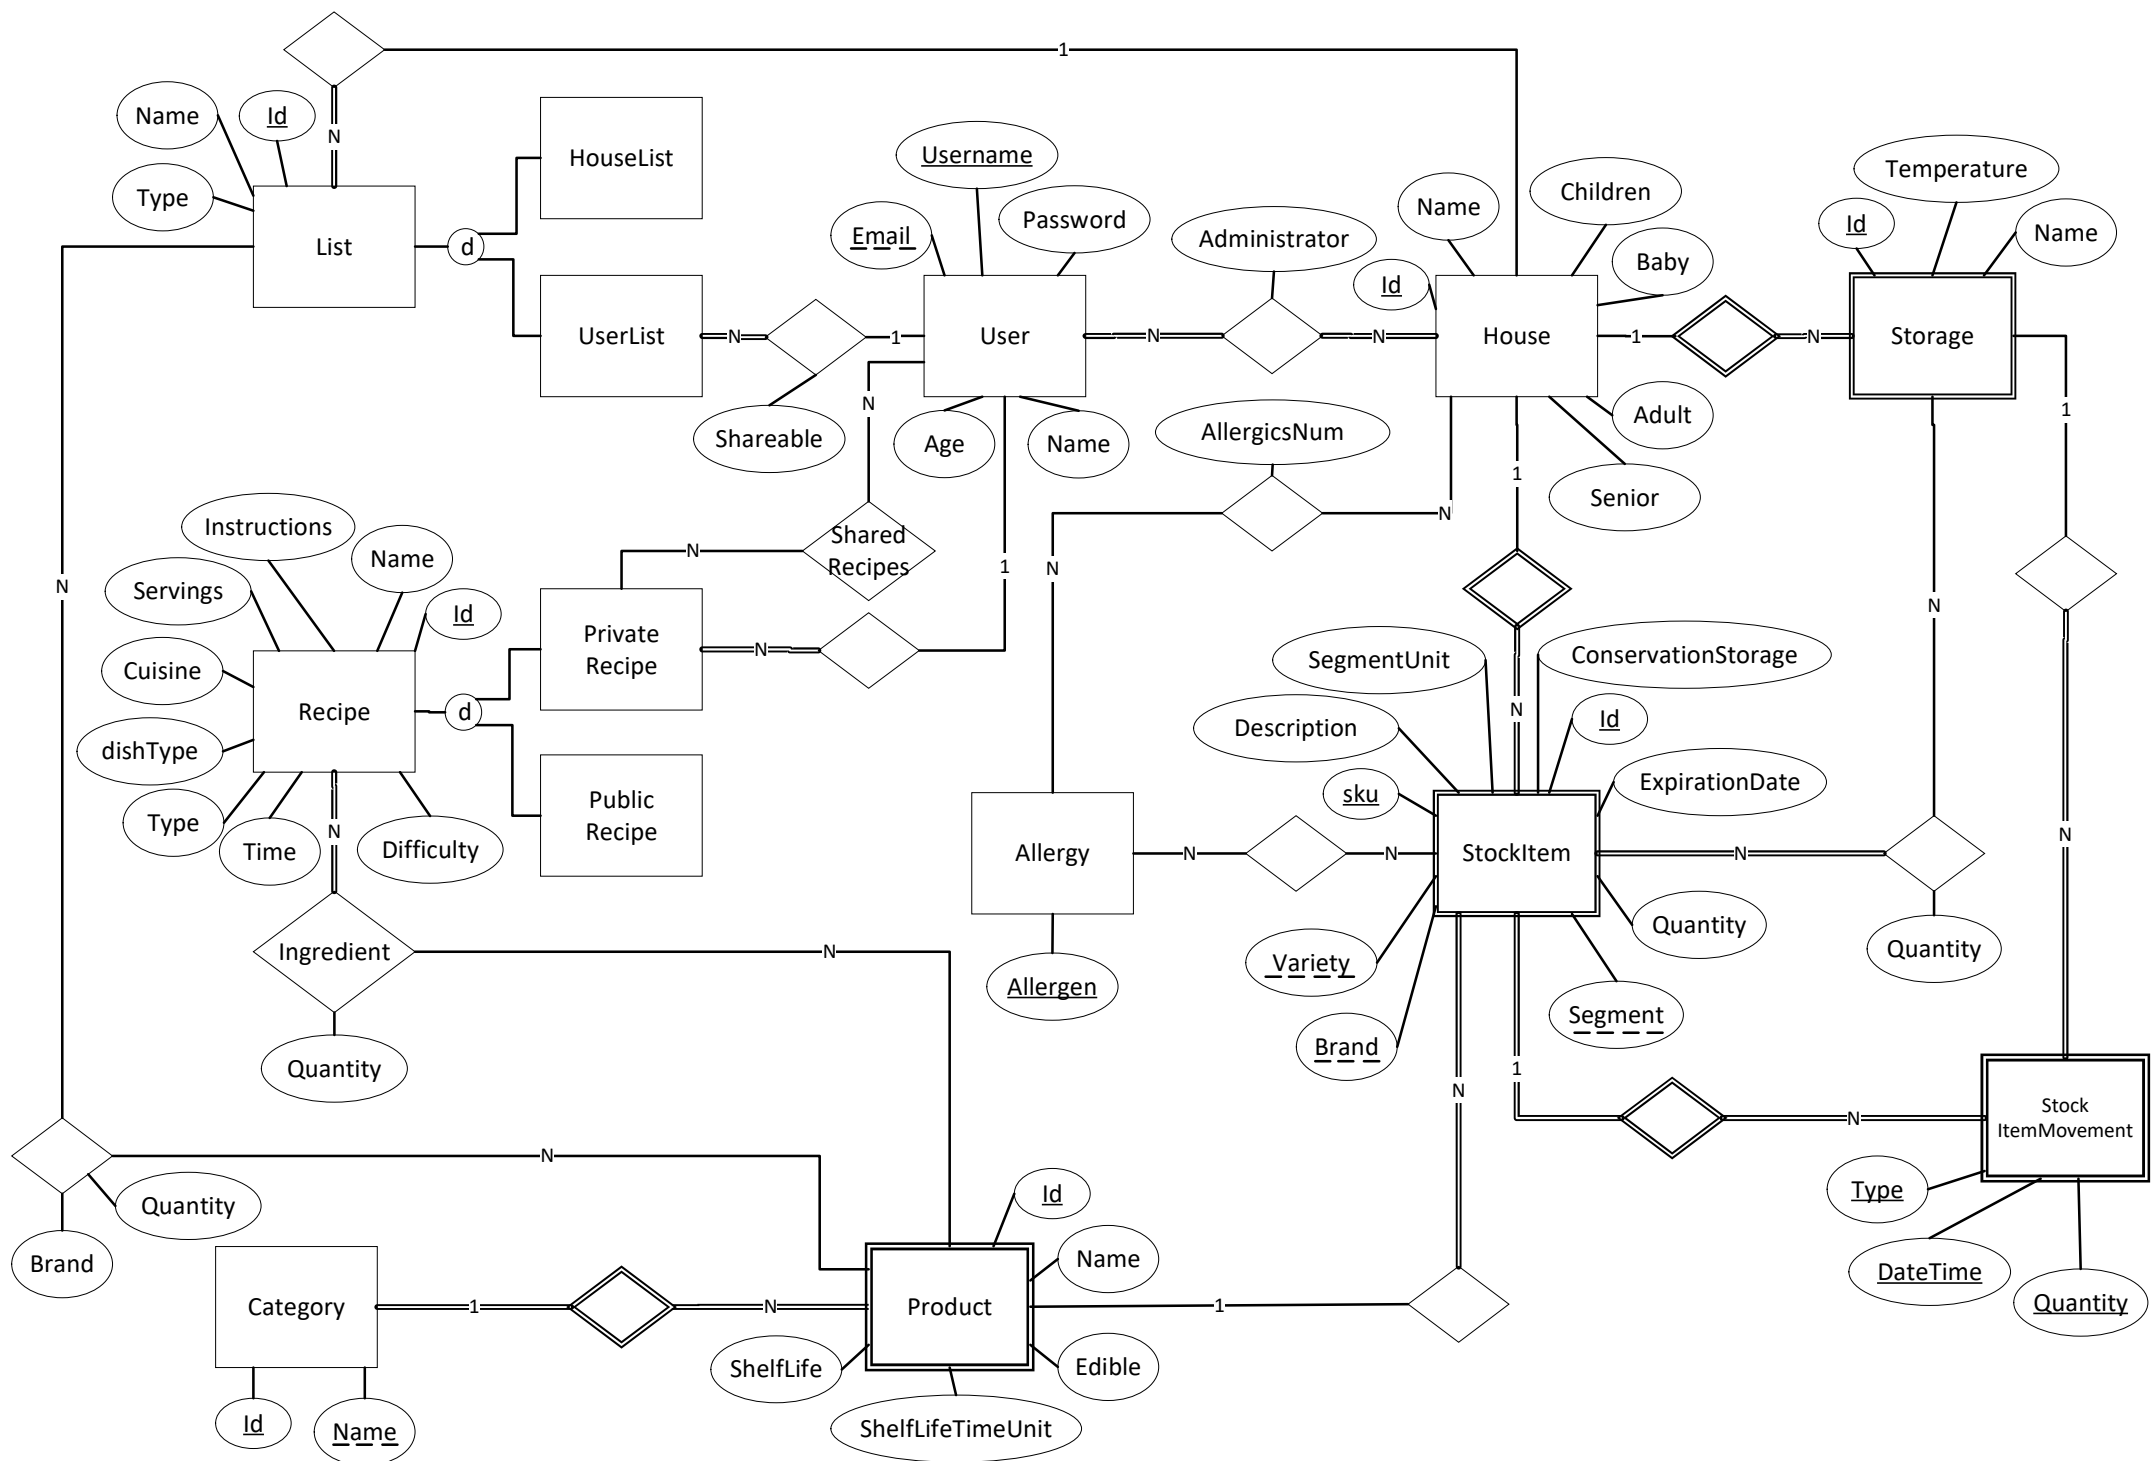 1
Name
Id
N
HouseList
Username
Temperature
Type
Children
Name
Email
Password
Administrator
Id
Name
List
d
Baby
Id
UserList
N
1
User
N
N
House
1
N
Storage
Shareable
N
Age
Name
AllergicsNum
Adult
1
1
Senior
N
Instructions
Name
Shared
Recipes
N
1
N
N
N
Servings
Id
Private
Recipe
N
Cuisine
SegmentUnit
ConservationStorage
Recipe
d
N
Id
Description
dishType
sku
ExpirationDate
Type
Time
Difficulty
N
Public
Recipe
Allergy
N
N
StockItem
N
N
Ingredient
N
Variety
Quantity
Quantity
Allergen
Segment
Brand
Quantity
N
1
N
Stock
ItemMovement
N
Quantity
Brand
Id
Name
Type
DateTime
Quantity
Category
1
N
Product
1
ShelfLife
Edible
Id
Name
ShelfLifeTimeUnit